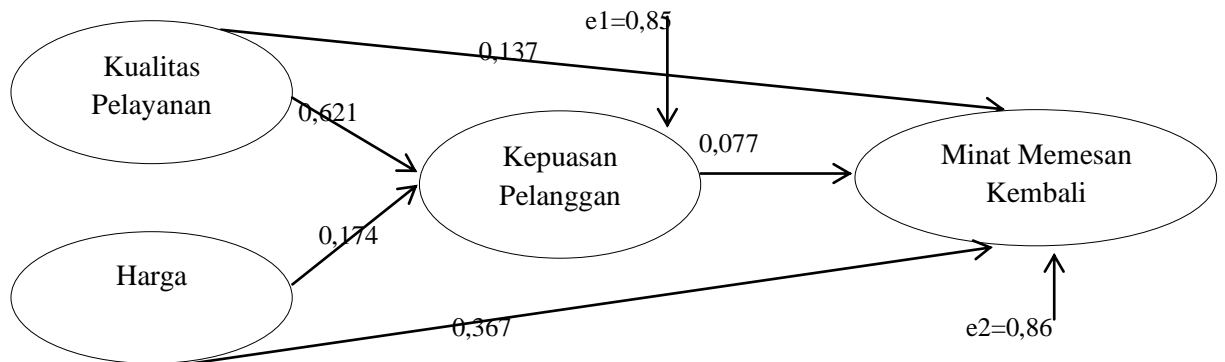 e1=0,85
0,137
Kualitas
Pelayanan
0,621
Kepuasan
Pelanggan
0,077
Minat Memesan
Kembali
0,174
Harga
0,367
e2=0,86